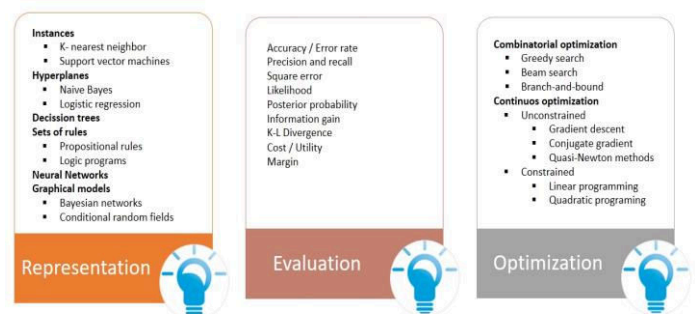 Instances
K- nearest neighbor
Support vector machines
Hyperplanes
Naive Bayes
Logistic regression
Decission trees
Sets of rules
Propositional rules
Logic programs
Neural Networks
Graphical models
Bayesian networks
Conditional random fields
Representation
Accuracy / Error rate
Precision and recall
Square error
Likelihood
Posterior probability
Information gain
K-L Divergence
Cost / Utility
Margin
Evaluation
Combinatorial optimization
Greedy search
Beam search
Branch-and-bound
Continuos optimization
Unconstrained
Gradient descent
Conjugate gradient
Quasi-Newton methods
Constrained
Linear programming
Quadratic programing
Optimization